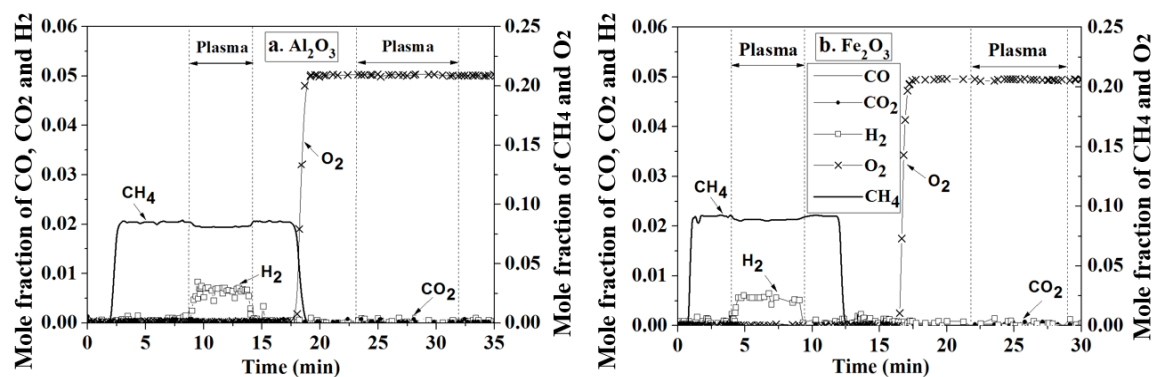 Mole fraction of CO, CO2 and H2
0.06
0.05
0.04
0.03
0.02
0.01
0.00
Plasma
a. Al2O3
Plasma
CH4
O2
H2
CO2
0.25
0.20
0.15
0.10
0.05
0.00
Mole fraction of CH4 and O2
0 5 10 15 20 25 30 35
Time (min)
Mole fraction of CO, CO2 and H2
0.06
0.05
0.04
0.03
0.02
0.01
0.00
Plasma
b. Fe2O3
Plasma
CO
CO2
H2
O2
CH4
CH4
O2
H2
CO2
0.25
0.20
0.15
0.10
0.05
0.00
Mole fraction of CH4 and O2
0 5 10 15 20 25 30
Time (min)